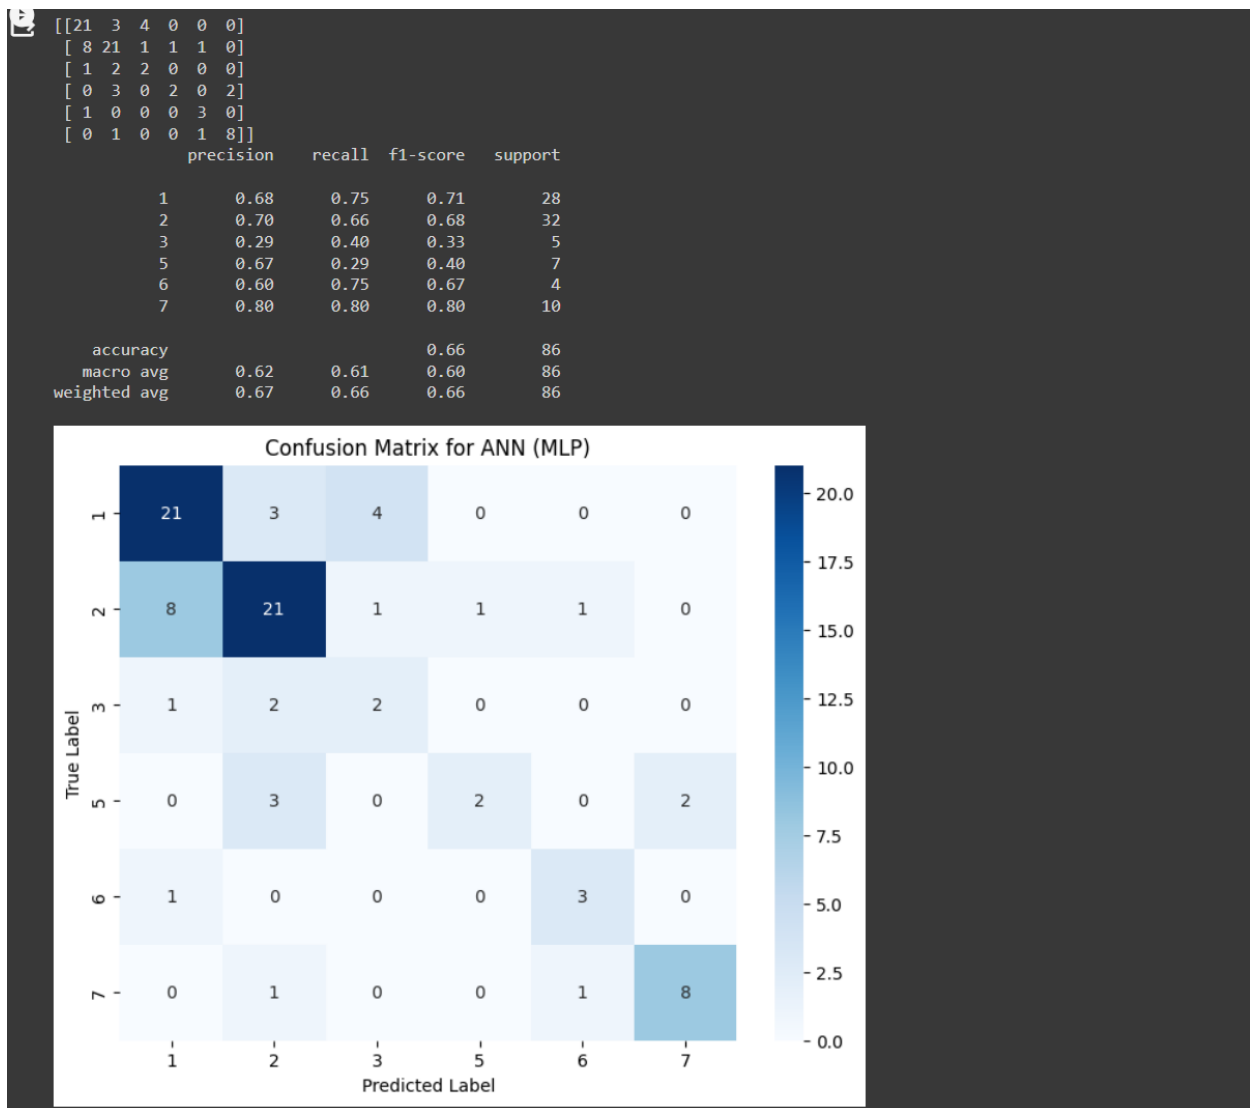 [[21  3  4  0  0  0]
 [ 8 21  1  1  1  0]
 [ 1  2  2  0  0  0]
 [ 0  3  0  2  0  2]
 [ 1  0  0  0  3  0]
 [ 0  1  0  0  1  8]]
precision recall f1-score support
1 0.68 0.75 0.71 28
2 0.70 0.66 0.68 32
3 0.29 0.40 0.33 5
5 0.67 0.29 0.40 7
6 0.60 0.75 0.67 4
7 0.80 0.80 0.80 10
accuracy 0.66 86
macro avg 0.62 0.61 0.60 86
weighted avg 0.67 0.66 0.66 86
Confusion Matrix for ANN (MLP)
1 21 3 4 0 0 0
2 8 21 1 1 1 0
3 1 2 2 0 0 0
5 0 3 0 2 0 2
6 1 0 0 0 3 0
7 0 1 0 0 1 8
1 2 3 5 6 7
True Label
Predicted Label
20.0
17.5
15.0
12.5
10.0
7.5
5.0
2.5
0.0